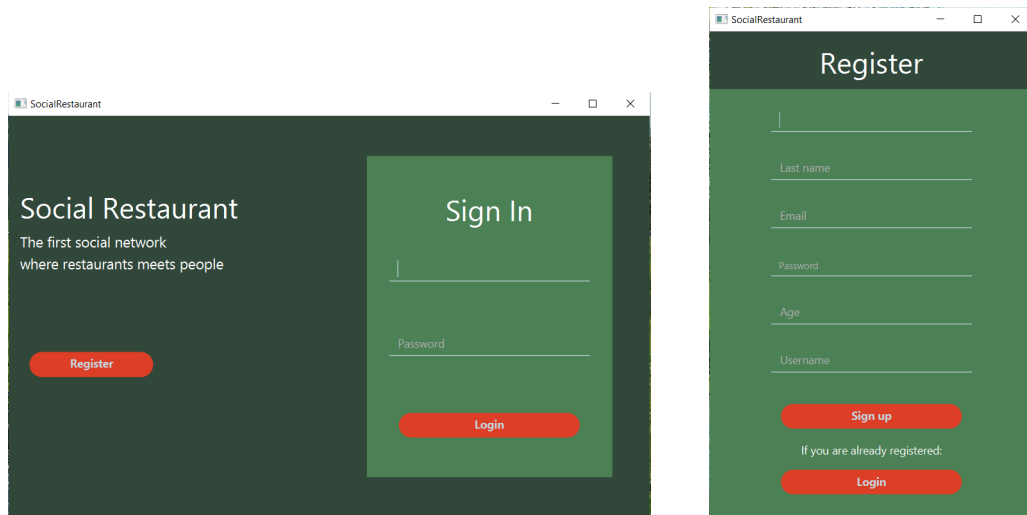 SocialRestaurant
Social Restaurant
The first social network
where restaurants meets people
Register
Sign In
Password
Login
SocialRestaurant
Register
Last name
Email
Password
Age
Username
Sign up
If you are already registered:
Login